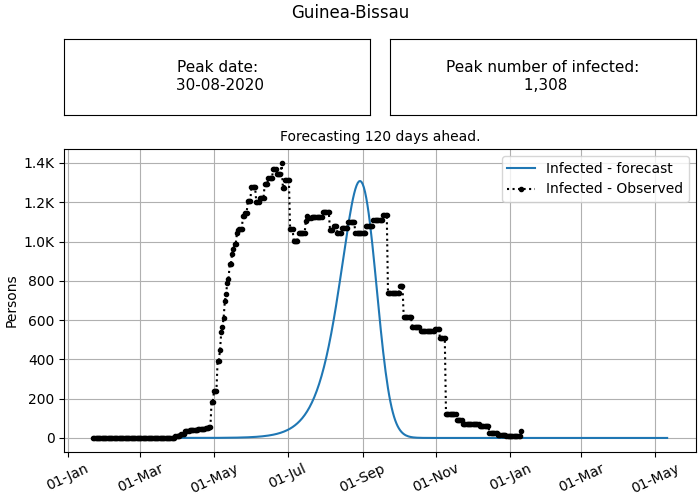 Guinea-Bissau
Peak date:
30-08-2020
Peak number of infected:
1,308
Forecasting 120 days ahead.
Infected - forecast
Infected - Observed
Persons
1.4K
1.2K
1.0K
800
600
400
200
0
01-Jan
01-Mar
01-May
01-Jul
01-Sep
01-Nov
01-Jan
01-Mar
01-May